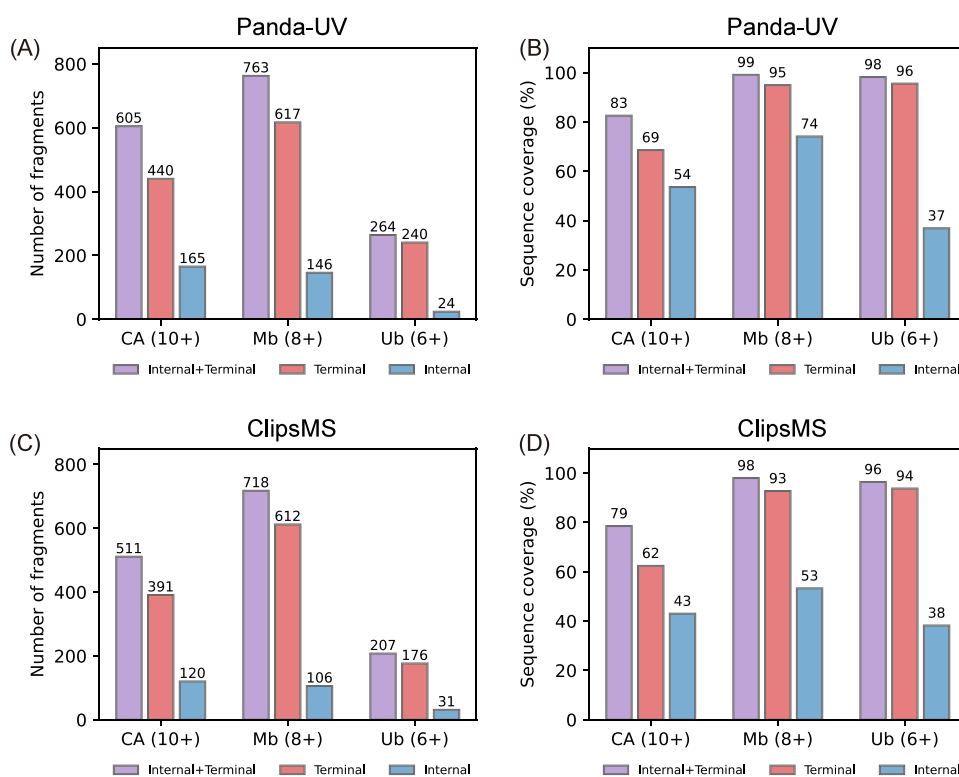 Panda-UV
(A)
Number of fragments
800
600
400
200
0
605
440
165
763
617
146
264
240
24
CA (10+) Mb (8+) Ub (6+)
Internal+Terminal Terminal Internal
Panda-UV
(B)
Sequence coverage (%)
100
80
60
40
20
0
83
69
54
99
95
74
98
96
37
CA (10+) Mb (8+) Ub (6+)
Internal+Terminal Terminal Internal
ClipsMS
(C)
Number of fragments
800
600
400
200
0
511
391
120
718
612
106
207
176
31
CA (10+) Mb (8+) Ub (6+)
Internal+Terminal Terminal Internal
ClipsMS
(D)
Sequence coverage (%)
100
80
60
40
20
0
79
62
43
98
93
53
96
94
38
CA (10+) Mb (8+) Ub (6+)
Internal+Terminal Terminal Internal